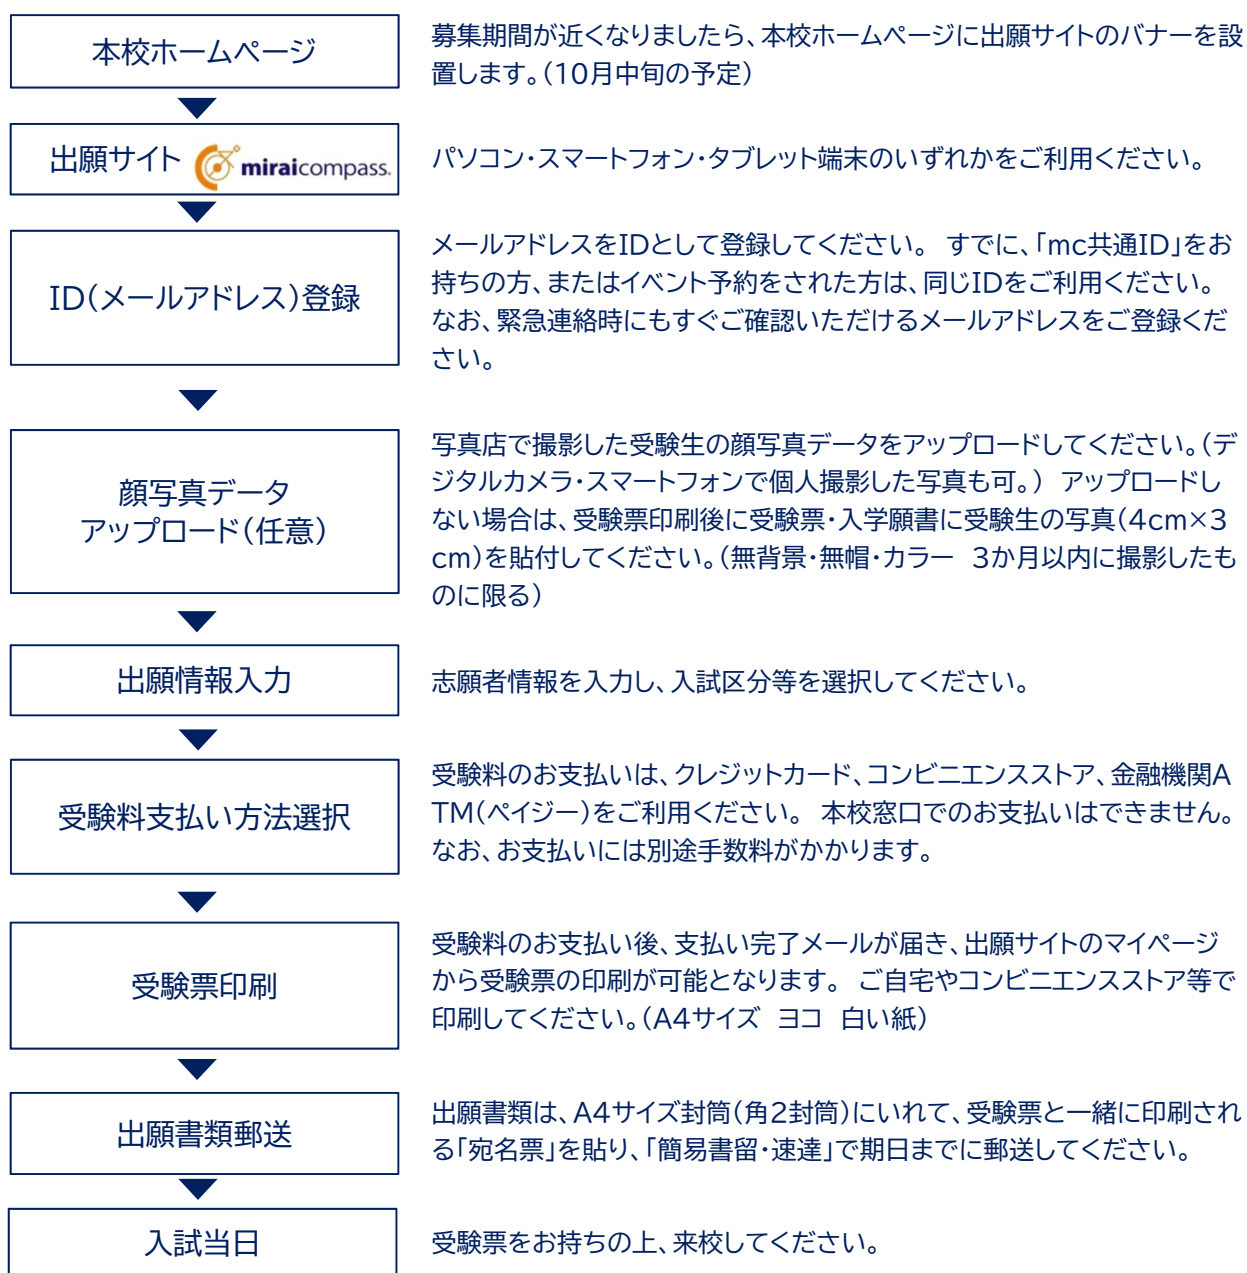 本校ホームページ
募集期間が近くなりましたら、本校ホームページに出願サイトのバナーを設
置します。（10月中旬の予定）
出願サイト miraicompass.
パソコン・スマートフォン・タブレット端末のいずれかをご利用ください。
ID（メールアドレス）登録
メールアドレスをIDとして登録してください。 すでに、「mc共通ID」をお
持ちの方、またはイベント予約をされた方は、同じIDをご利用ください。
なお、緊急連絡時にもすぐご確認いただけるメールアドレスをご登録くだ
さい。
顔写真データ
アップロード（任意）
写真店で撮影した受験生の顔写真データをアップロードしてください。（デ
ジタルカメラ・スマートフォンで個人撮影した写真も可。） アップロードし
ない場合は、受験票印刷後に受験票・入学願書に受験生の写真（4cm×3
cm）を貼付してください。（無背景・無帽・カラー 3か月以内に撮影したも
のに限る）
出願情報入力
志願者情報を入力し、入試区分等を選択してください。
受験料支払い方法選択
受験料のお支払いは、クレジットカード、コンビニエンスストア、金融機関A
TM（ペイジー）をご利用ください。 本校窓口でのお支払いはできません。
なお、お支払いには別途手数料がかかります。
受験票印刷
受験料のお支払い後、支払い完了メールが届き、出願サイトのマイページ
から受験票の印刷が可能となります。 ご自宅やコンビニエンスストア等で
印刷してください。（A4サイズ ヨコ 白い紙）
出願書類郵送
出願書類は、A4サイズ封筒（角2封筒）にいれて、受験票と一緒に印刷され
る「宛名票」を貼り、「簡易書留・速達」で期日までに郵送してください。
入試当日
受験票をお持ちの上、来校してください。